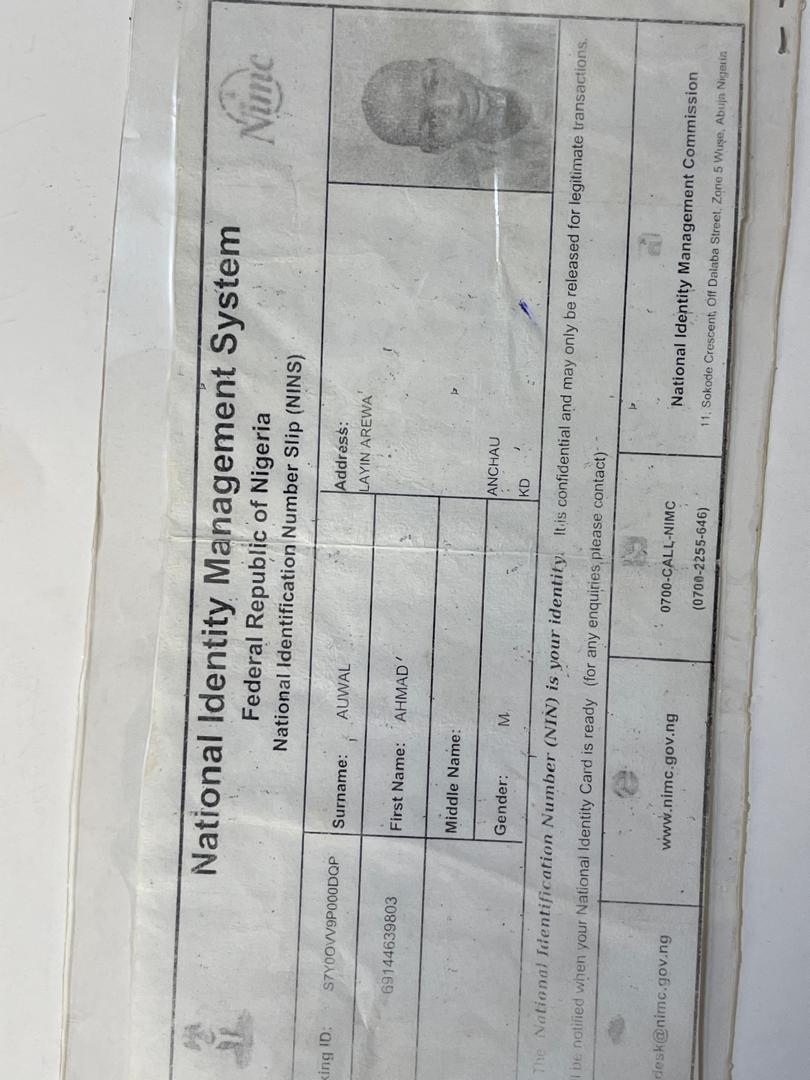 National Identity Management System
Federal Republic of Nigeria
National Identification Number Slip (NINS)
Nimc
king ID: S7Y0OVV9P000DQP
Surname: AUWAL
Address:
LAYIN AREWA
69144639803
First Name: AHMAD
Middle Name:
Gender: M
ANCHAU
KD
The National Identification Number (NIN) is your identity. It is confidential and may only be released for legitimate transactions.
l be notified when your National Identity Card is ready (for any enquiries please contact)
desk@nimc.gov.ng
www.nimc.gov.ng
0700-CALL-NIMC
(0700-2255-646)
National Identity Management Commission
11, Sokode Crescent, Off Dalaba Street, Zone 5 Wuse, Abuja Nigeria